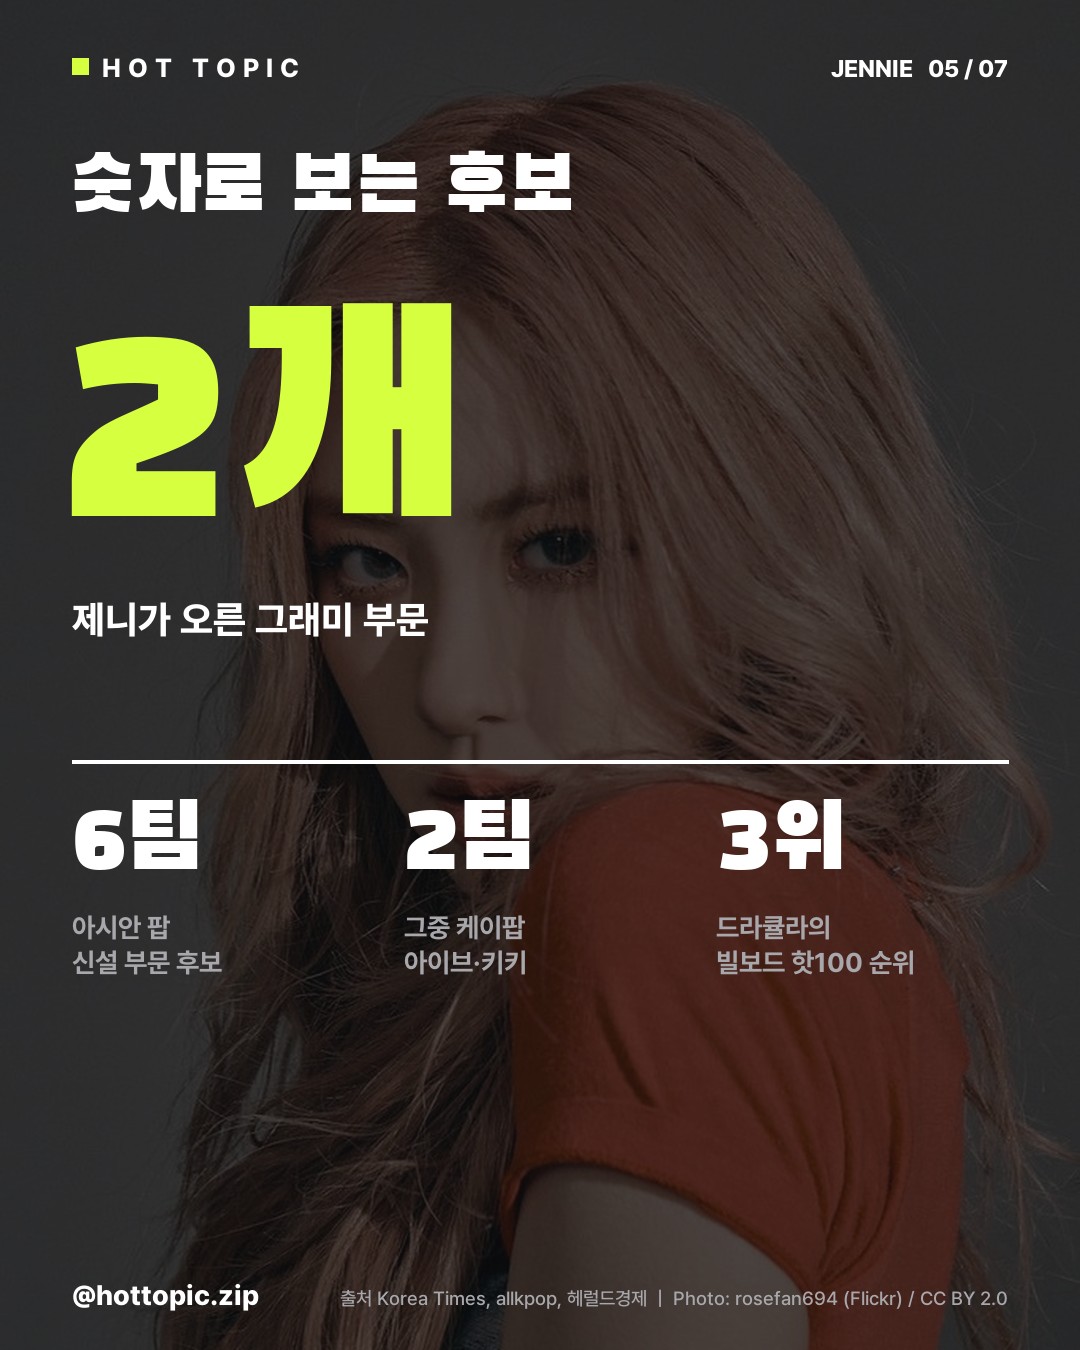 HOT TOPIC
JENNIE 05 / 07
숫자로 보는 후보
2개
제니가 오른 그래미 부문
6팀
아시안 팝
신설 부문 후보
2팀
그중 케이팝
아이브·키키
3위
드라큘라의
빌보드 핫100 순위
@hottopic.zip
출처 Korea Times, allkpop, 헤럴드경제 | Photo: rosefan694 (Flickr) / CC BY 2.0